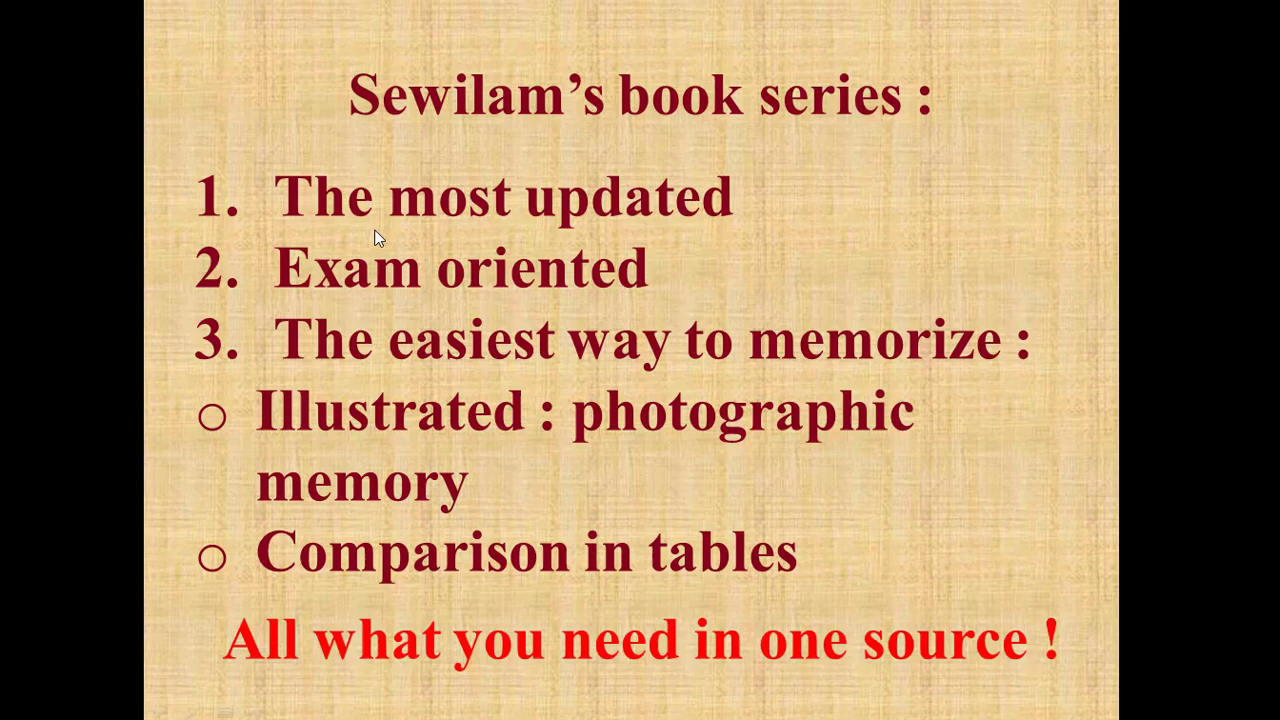 Sewilam’s book series :
1. The most updated
2. Exam oriented
3. The easiest way to memorize :
o Illustrated : photographic
memory
o Comparison in tables
All what you need in one source !